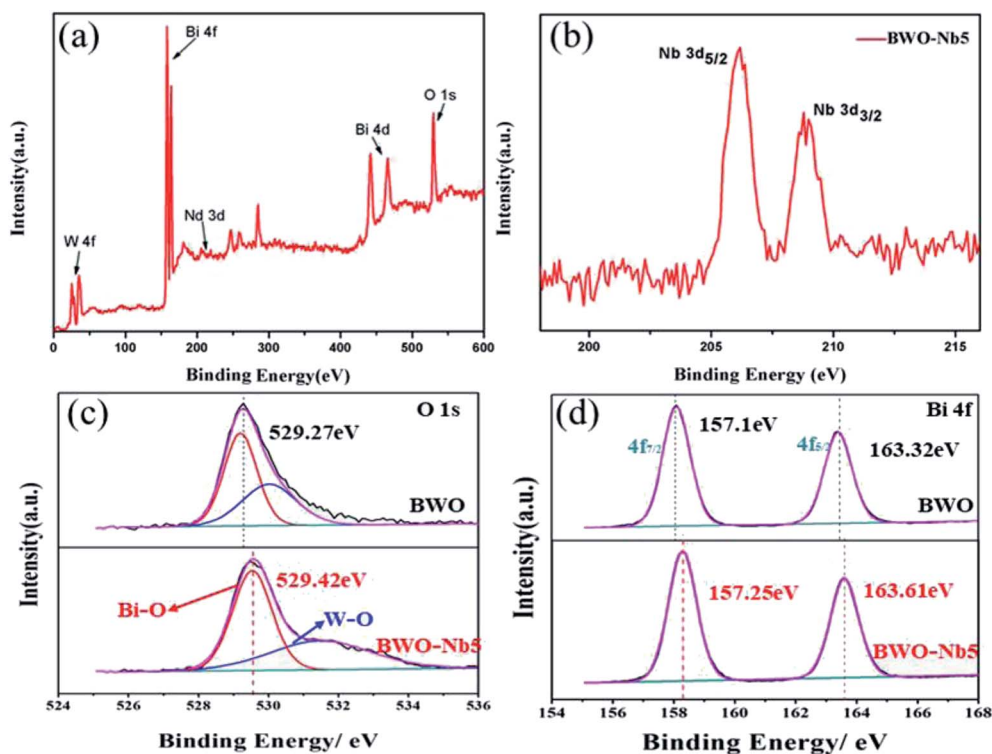 (a)
Bi 4f
O 1s
Bi 4d
Nd 3d
W 4f
Intensity(a.u.)
0 100 200 300 400 500 600
Binding Energy(eV)
(b)
BWO-Nb5
Nb 3d5/2
Nb 3d3/2
Intensity(a.u.)
200 205 210 215
Binding Energy (eV)
(c)
O 1s
529.27eV
BWO
529.42eV
Bi-O
W-O
BWO-Nb5
Intensity(a.u.)
524 526 528 530 532 534 536
Binding Energy/ eV
(d)
Bi 4f
157.1eV
4f7/2
4f5/2
163.32eV
BWO
157.25eV
163.61eV
BWO-Nb5
Intensity(a.u.)
154 156 158 160 162 164 166 168
Binding Energy/ eV